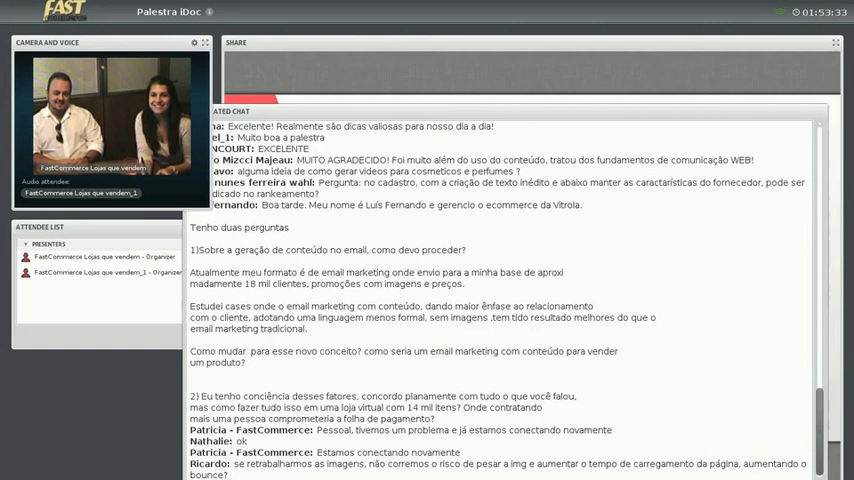 FAST
Palestra iDoc
01:53:33
CAMERA AND VOICE
FastCommerce Lojas que vendem
Audio attendee:
FastCommerce Lojas que vendem_1
ATTENDEE LIST
PRESENTERS
FastCommerce Lojas que vendem - Organizer
FastCommerce Lojas que vendem_1 - Organizer
SHARE
ATED CHAT
na: Excelente! Realmente são dicas valiosas para nosso dia a dia!
el_1: Muito boa a palestra
NCOURT: EXCELENTE
o Mizcci Majeau: MUITO AGRADECIDO! Foi muito além do uso do conteúdo, tratou dos fundamentos de comunicação WEB!
avo: alguma ideia de como gerar videos para cosmeticos e perfumes ?
nunes ferreira wahl: Pergunta: no cadastro, com a criação de texto inédito e abaixo manter as caractarísticas do fornecedor, pode ser
dicado no rankeamento?
ernando: Boa tarde. Meu nome é Luís Fernando e gerencio o ecommerce da Vitrola.
Tenho duas perguntas
1)Sobre a geração de conteúdo no email, como devo proceder?
Atualmente meu formato é de email marketing onde envio para a minha base de aproxi
madamente 18 mil clientes, promoções com imagens e preços.
Estudei cases onde o email marketing com conteúdo, dando maior ênfase ao relacionamento
com o cliente, adotando uma linguagem menos formal, sem imagens ,tem tido resultado melhores do que o
email marketing tradicional.
Como mudar para esse novo conceito? como seria um email marketing com conteúdo para vender
um produto?
2) Eu tenho conciência desses fatores, concordo planamente com tudo o que você falou,
mas como fazer tudo isso em uma loja virtual com 14 mil itens? Onde contratando
mais uma pessoa comprometeria a folha de pagamento?
Patricia - FastCommerce: Pessoal, tivemos um problema e já estamos conectando novamente
Nathalie: ok
Patricia - FastCommerce: Estamos conectando novamente
Ricardo: se retrabalharmos as imagens, não corremos o risco de pesar a img e aumentar o tempo de carregamento da página, aumentando o
bounce?